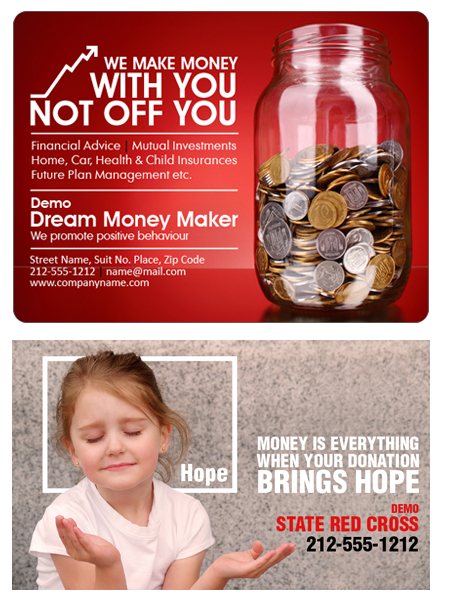 WE MAKE MONEY
WITH YOU
NOT OFF YOU
Financial Advice | Mutual Investments
Home, Car, Health & Child Insurances
Future Plan Management etc.
Demo
Dream Money Maker
We promote positive behaviour
Street Name, Suit No. Place, Zip Code
212-555-1212 | name@mail.com
www.companyname.com
Hope
MONEY IS EVERYTHING
WHEN YOUR DONATION
BRINGS HOPE
DEMO
STATE RED CROSS
212-555-1212